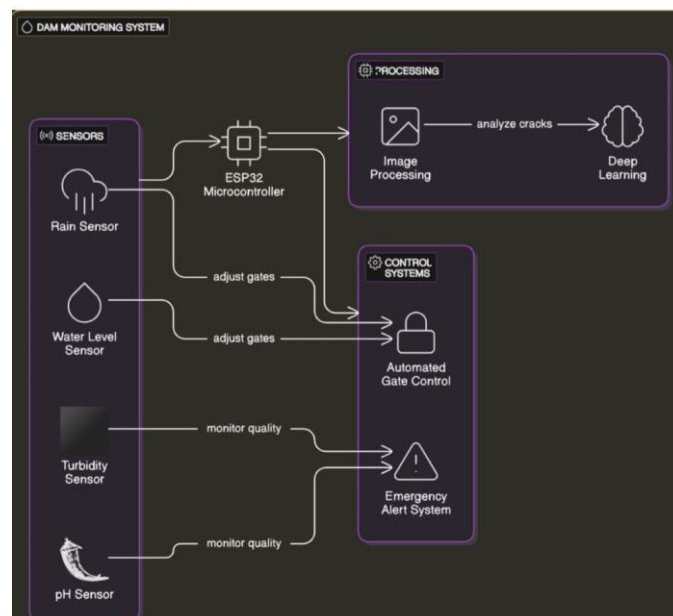 DAM MONITORING SYSTEM
PROCESSING
Image
Processing
analyze cracks
Deep
Learning
SENSORS
ESP32
Microcontroller
Rain Sensor
adjust gates
CONTROL
SYSTEMS
Water Level
Sensor
adjust gates
Automated
Gate Control
Turbidity
Sensor
monitor quality
Emergency
Alert System
pH Sensor
monitor quality